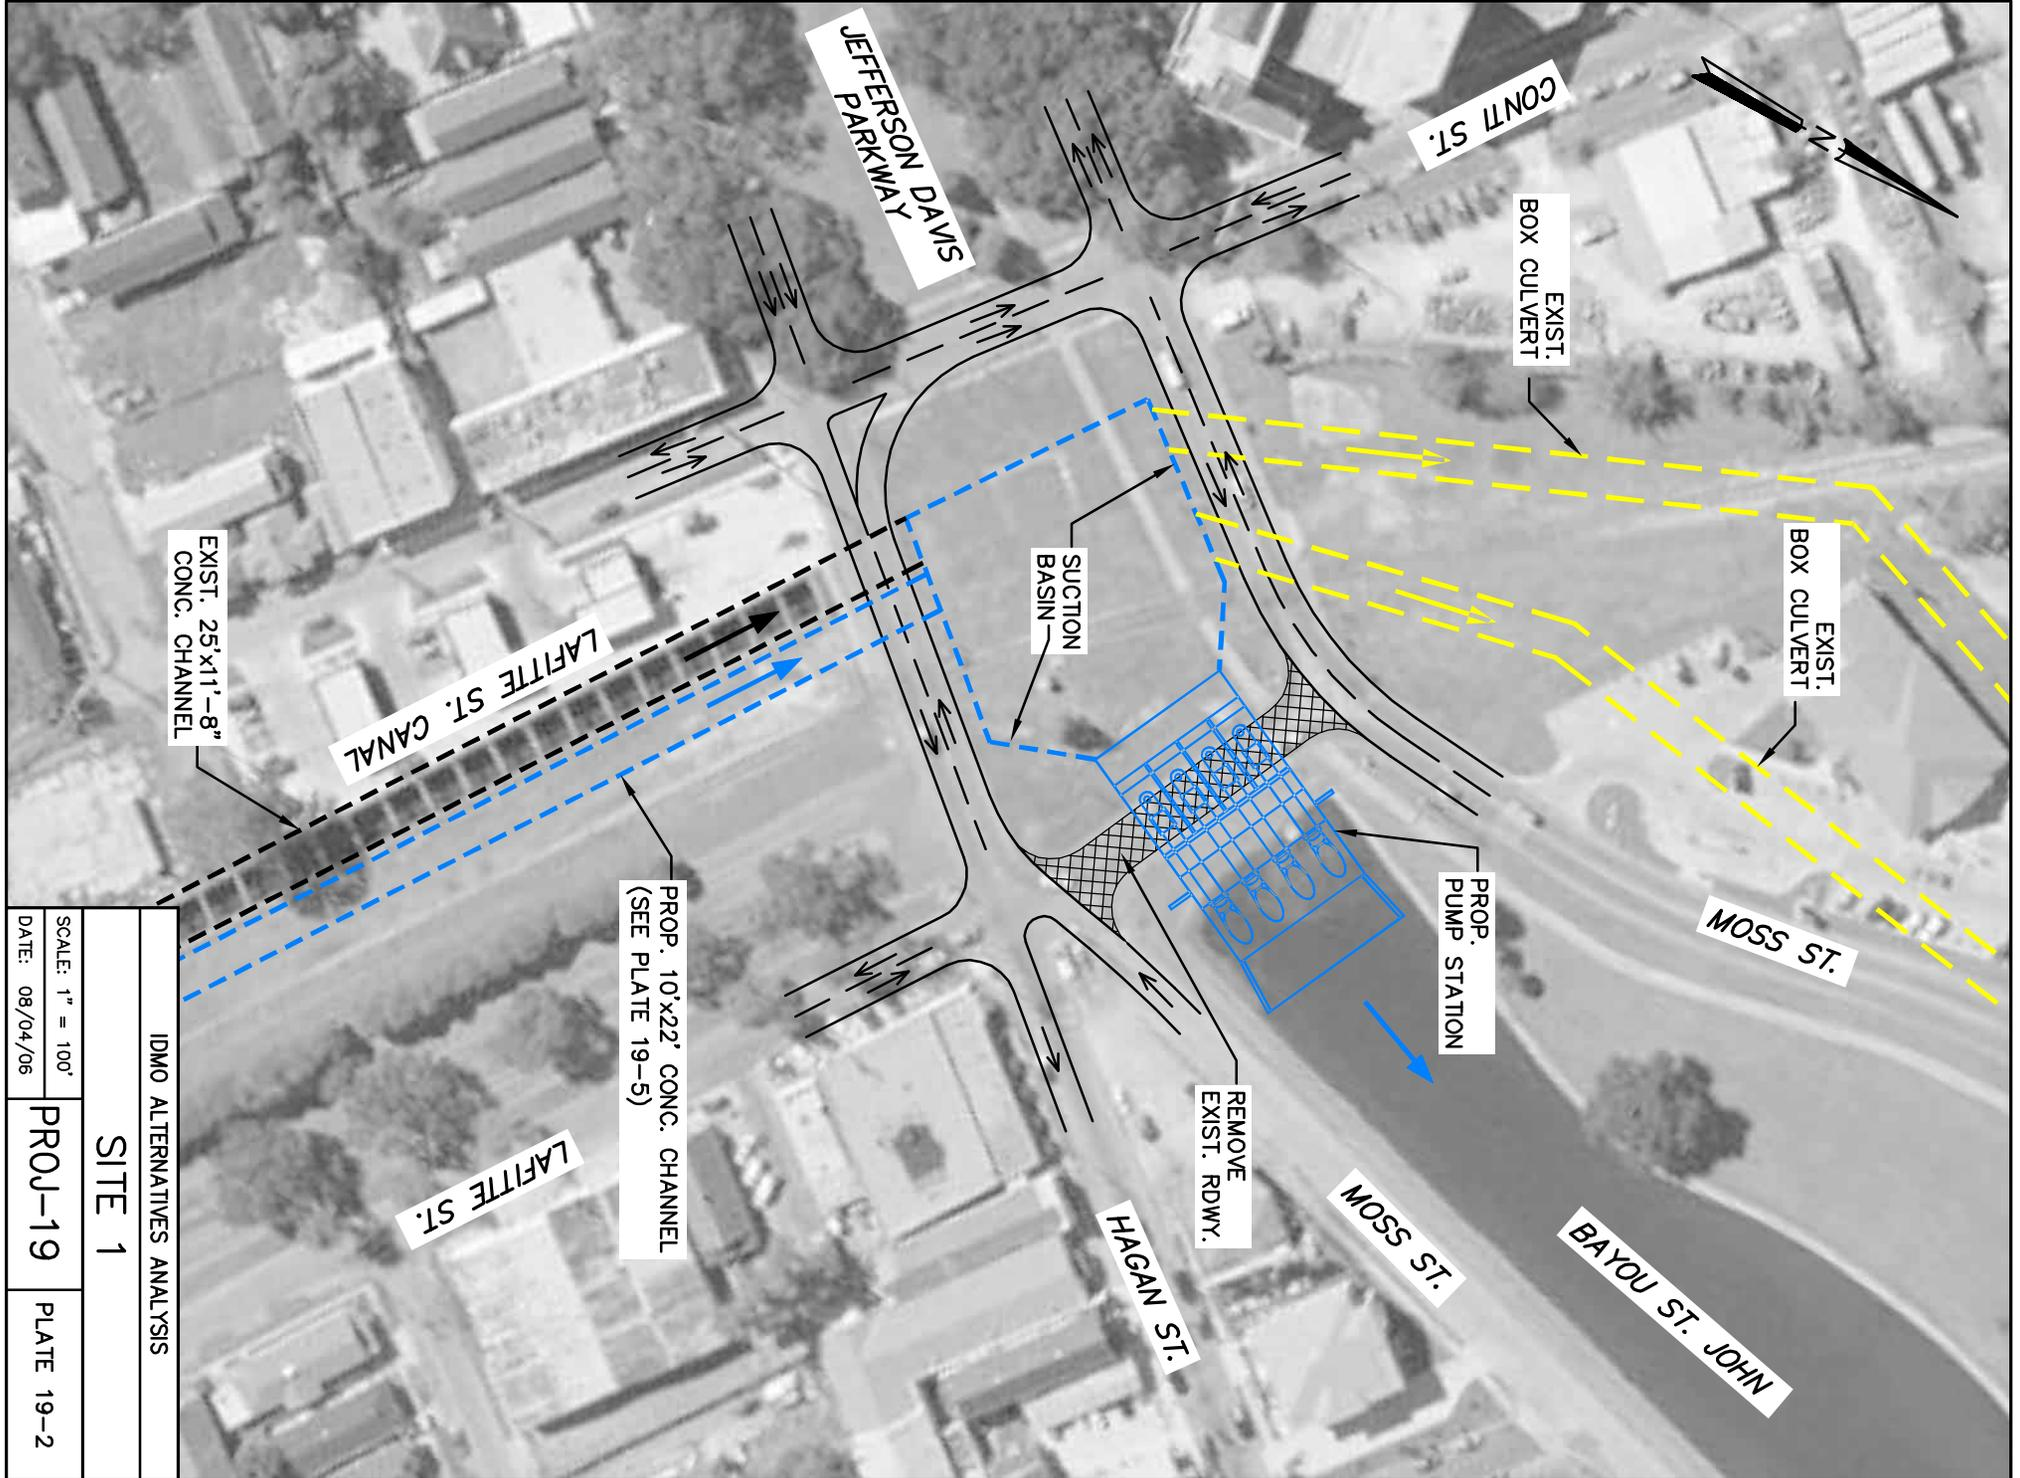 JEFFERSON DAVIS
PARKWAY
CONTI ST.
N
EXIST.
BOX CULVERT
EXIST.
BOX CULVERT
SUCTION
BASIN
EXIST. 25'x11'-8"
CONC. CHANNEL
LAFITTE ST. CANAL
PROP. 10'x22' CONC. CHANNEL
(SEE PLATE 19-5)
PROP.
PUMP STATION
MOSS ST.
REMOVE
EXIST. RDWY.
LAFITTE ST.
HAGAN ST.
MOSS ST.
BAYOU ST. JOHN
IDMO ALTERNATIVES ANALYSIS
SITE 1
SCALE: 1" = 100'
DATE: 08/04/06
PROJ-19
PLATE 19-2